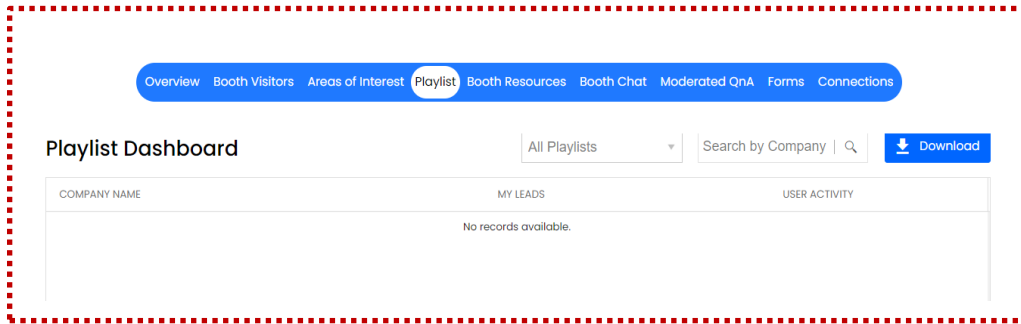 Overview Booth Visitors Areas of Interest Playlist Booth Resources Booth Chat Moderated QnA Forms Connections
Playlist Dashboard All Playlists Search by Company Download
COMPANY NAME MY LEADS USER ACTIVITY
No records available.